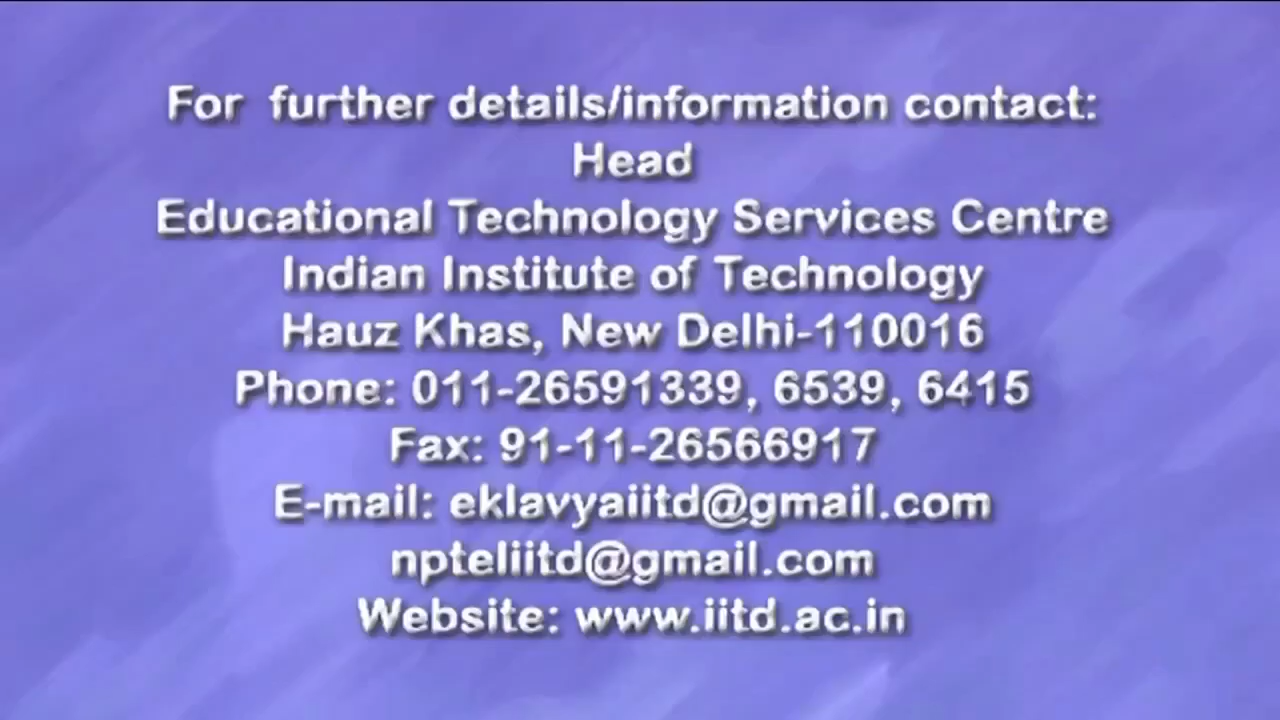 For further details/information contact:
Head
Educational Technology Services Centre
Indian Institute of Technology
Hauz Khas, New Delhi-110016
Phone: 011-26591339, 6539, 6415
Fax: 91-11-26566917
E-mail: eklavyaiitd@gmail.com
npteliitd@gmail.com
Website: www.iitd.ac.in